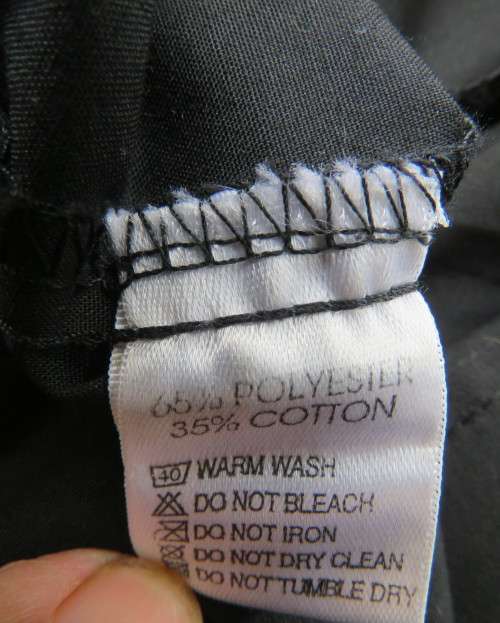 65% POLYESTER
35% COTTON
40 WARM WASH
DO NOT BLEACH
DO NOT IRON
DO NOT DRY CLEAN
DO NOT TUMBLE DRY